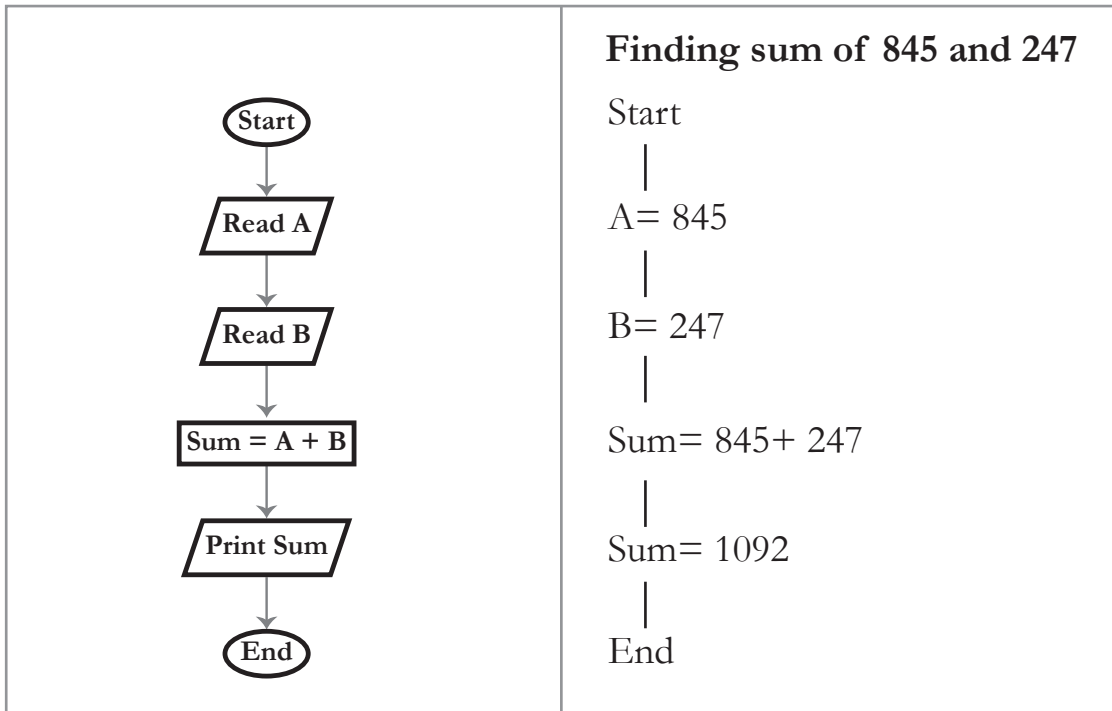 Start
Read A
Read B
Sum = A + B
Print Sum
End
Finding sum of 845 and 247
Start
A= 845
B= 247
Sum= 845+ 247
Sum= 1092
End